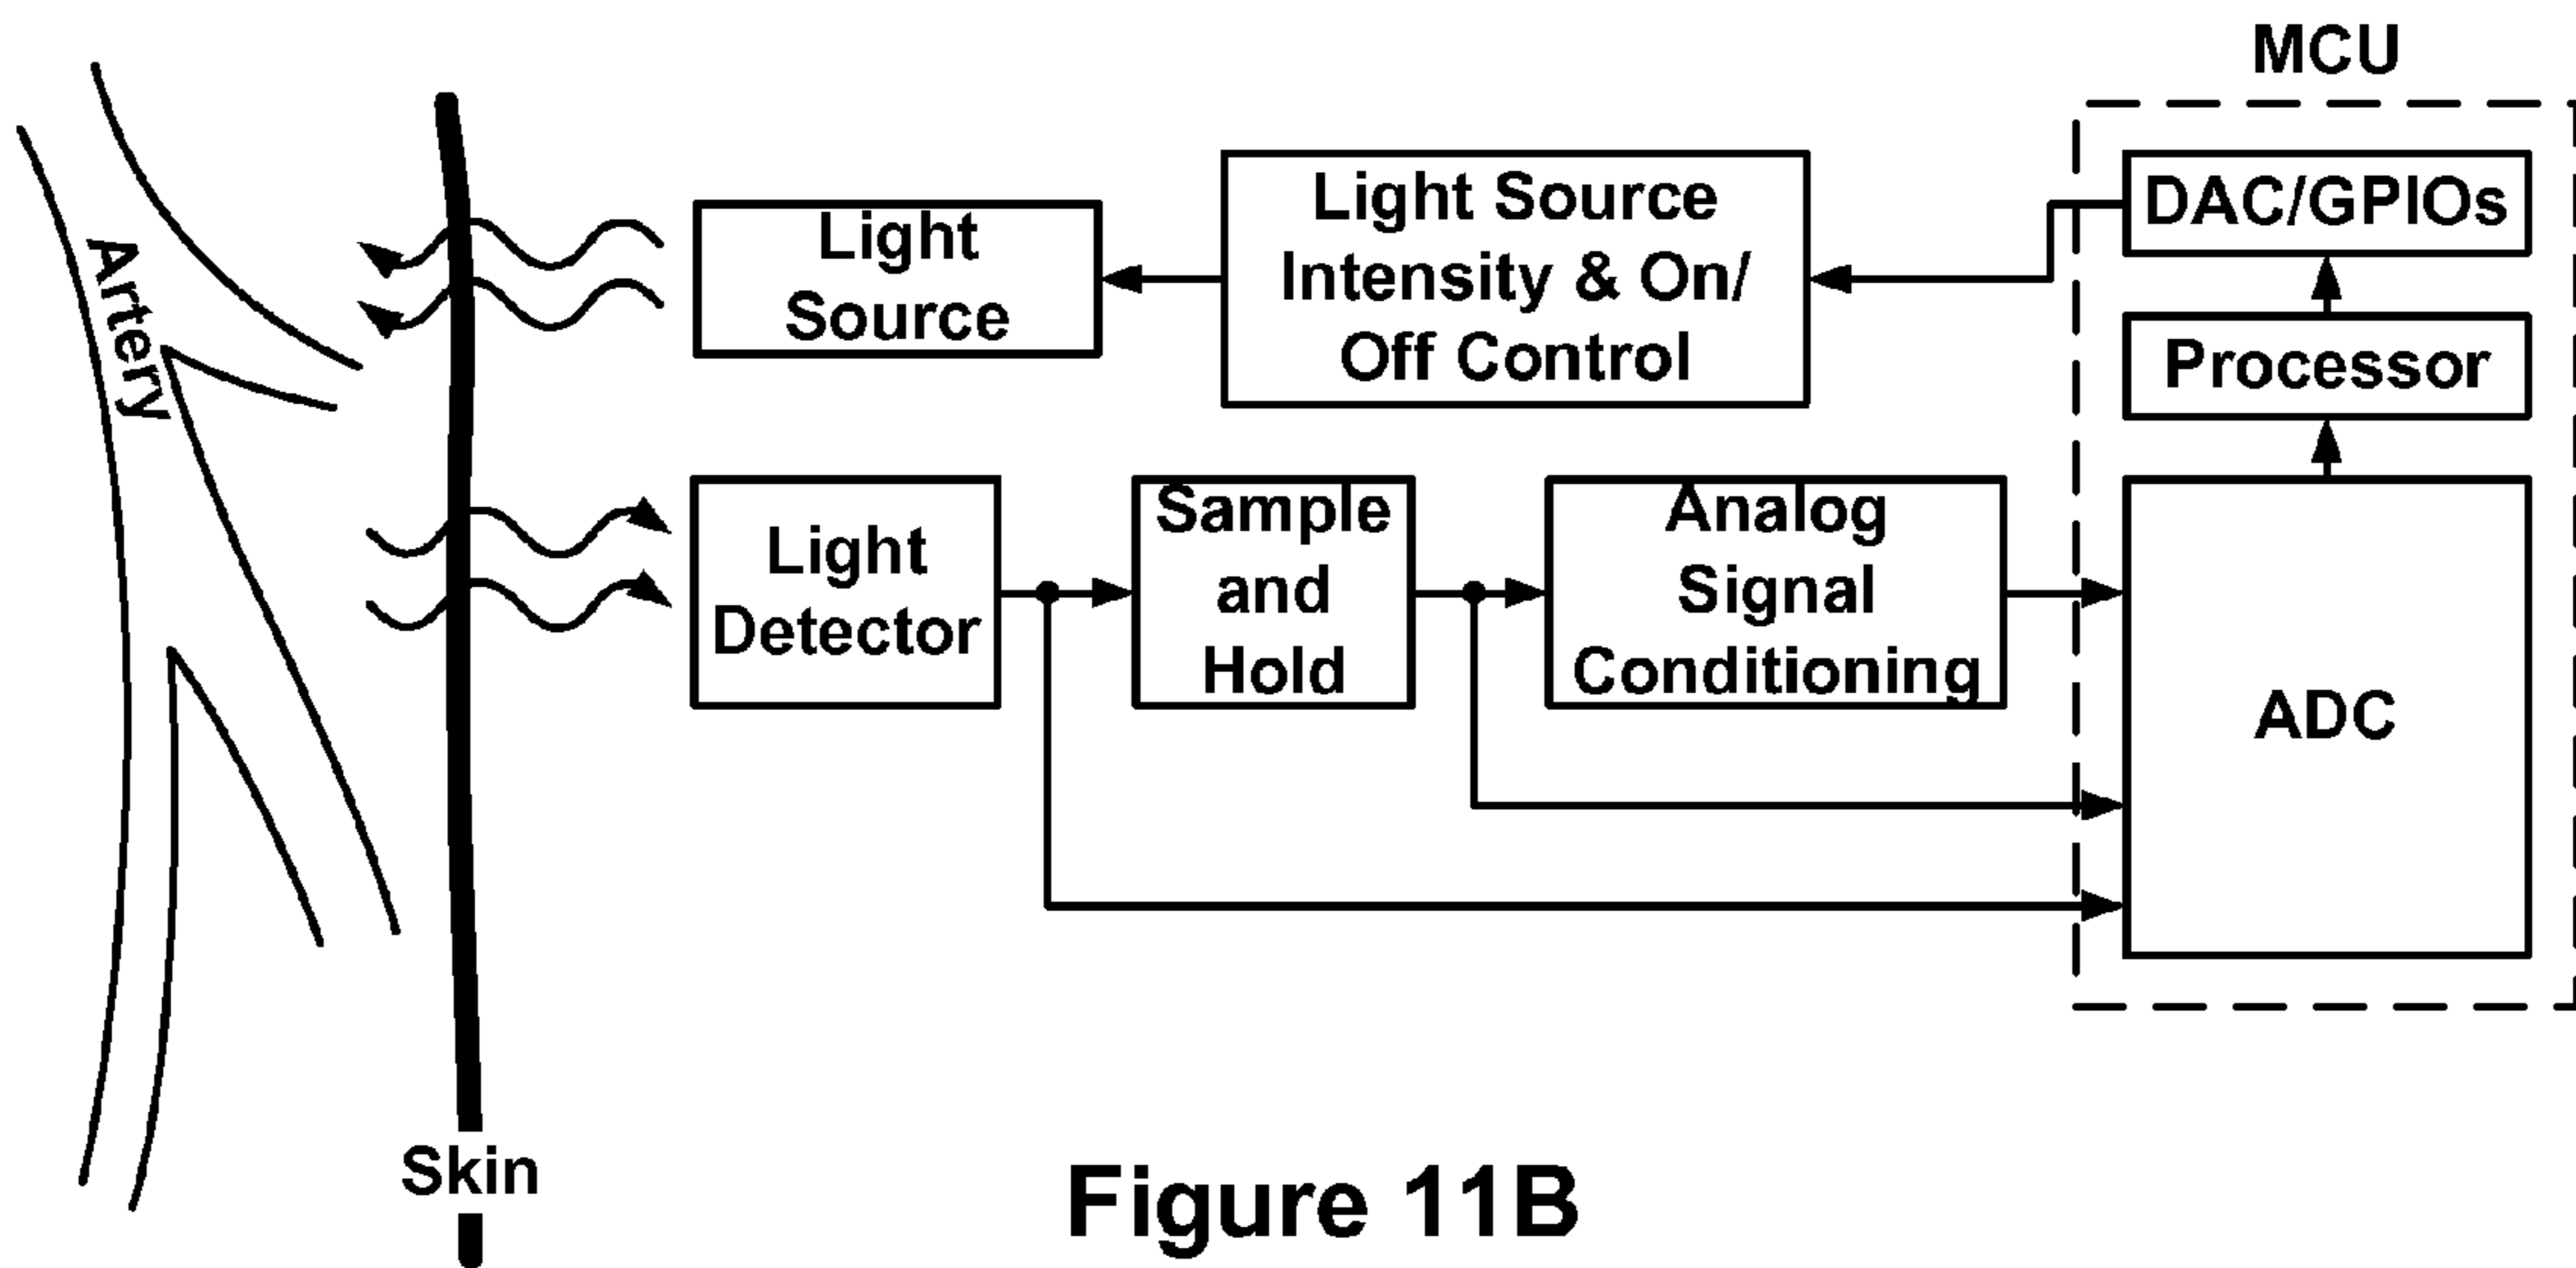 MCU
Light
Source
Light Source
Intensity & On/
Off Control
DAC/GPIOs
Processor
Artery
Light
Detector
Sample
and
Hold
Analog
Signal
Conditioning
ADC
Skin
Figure 11B